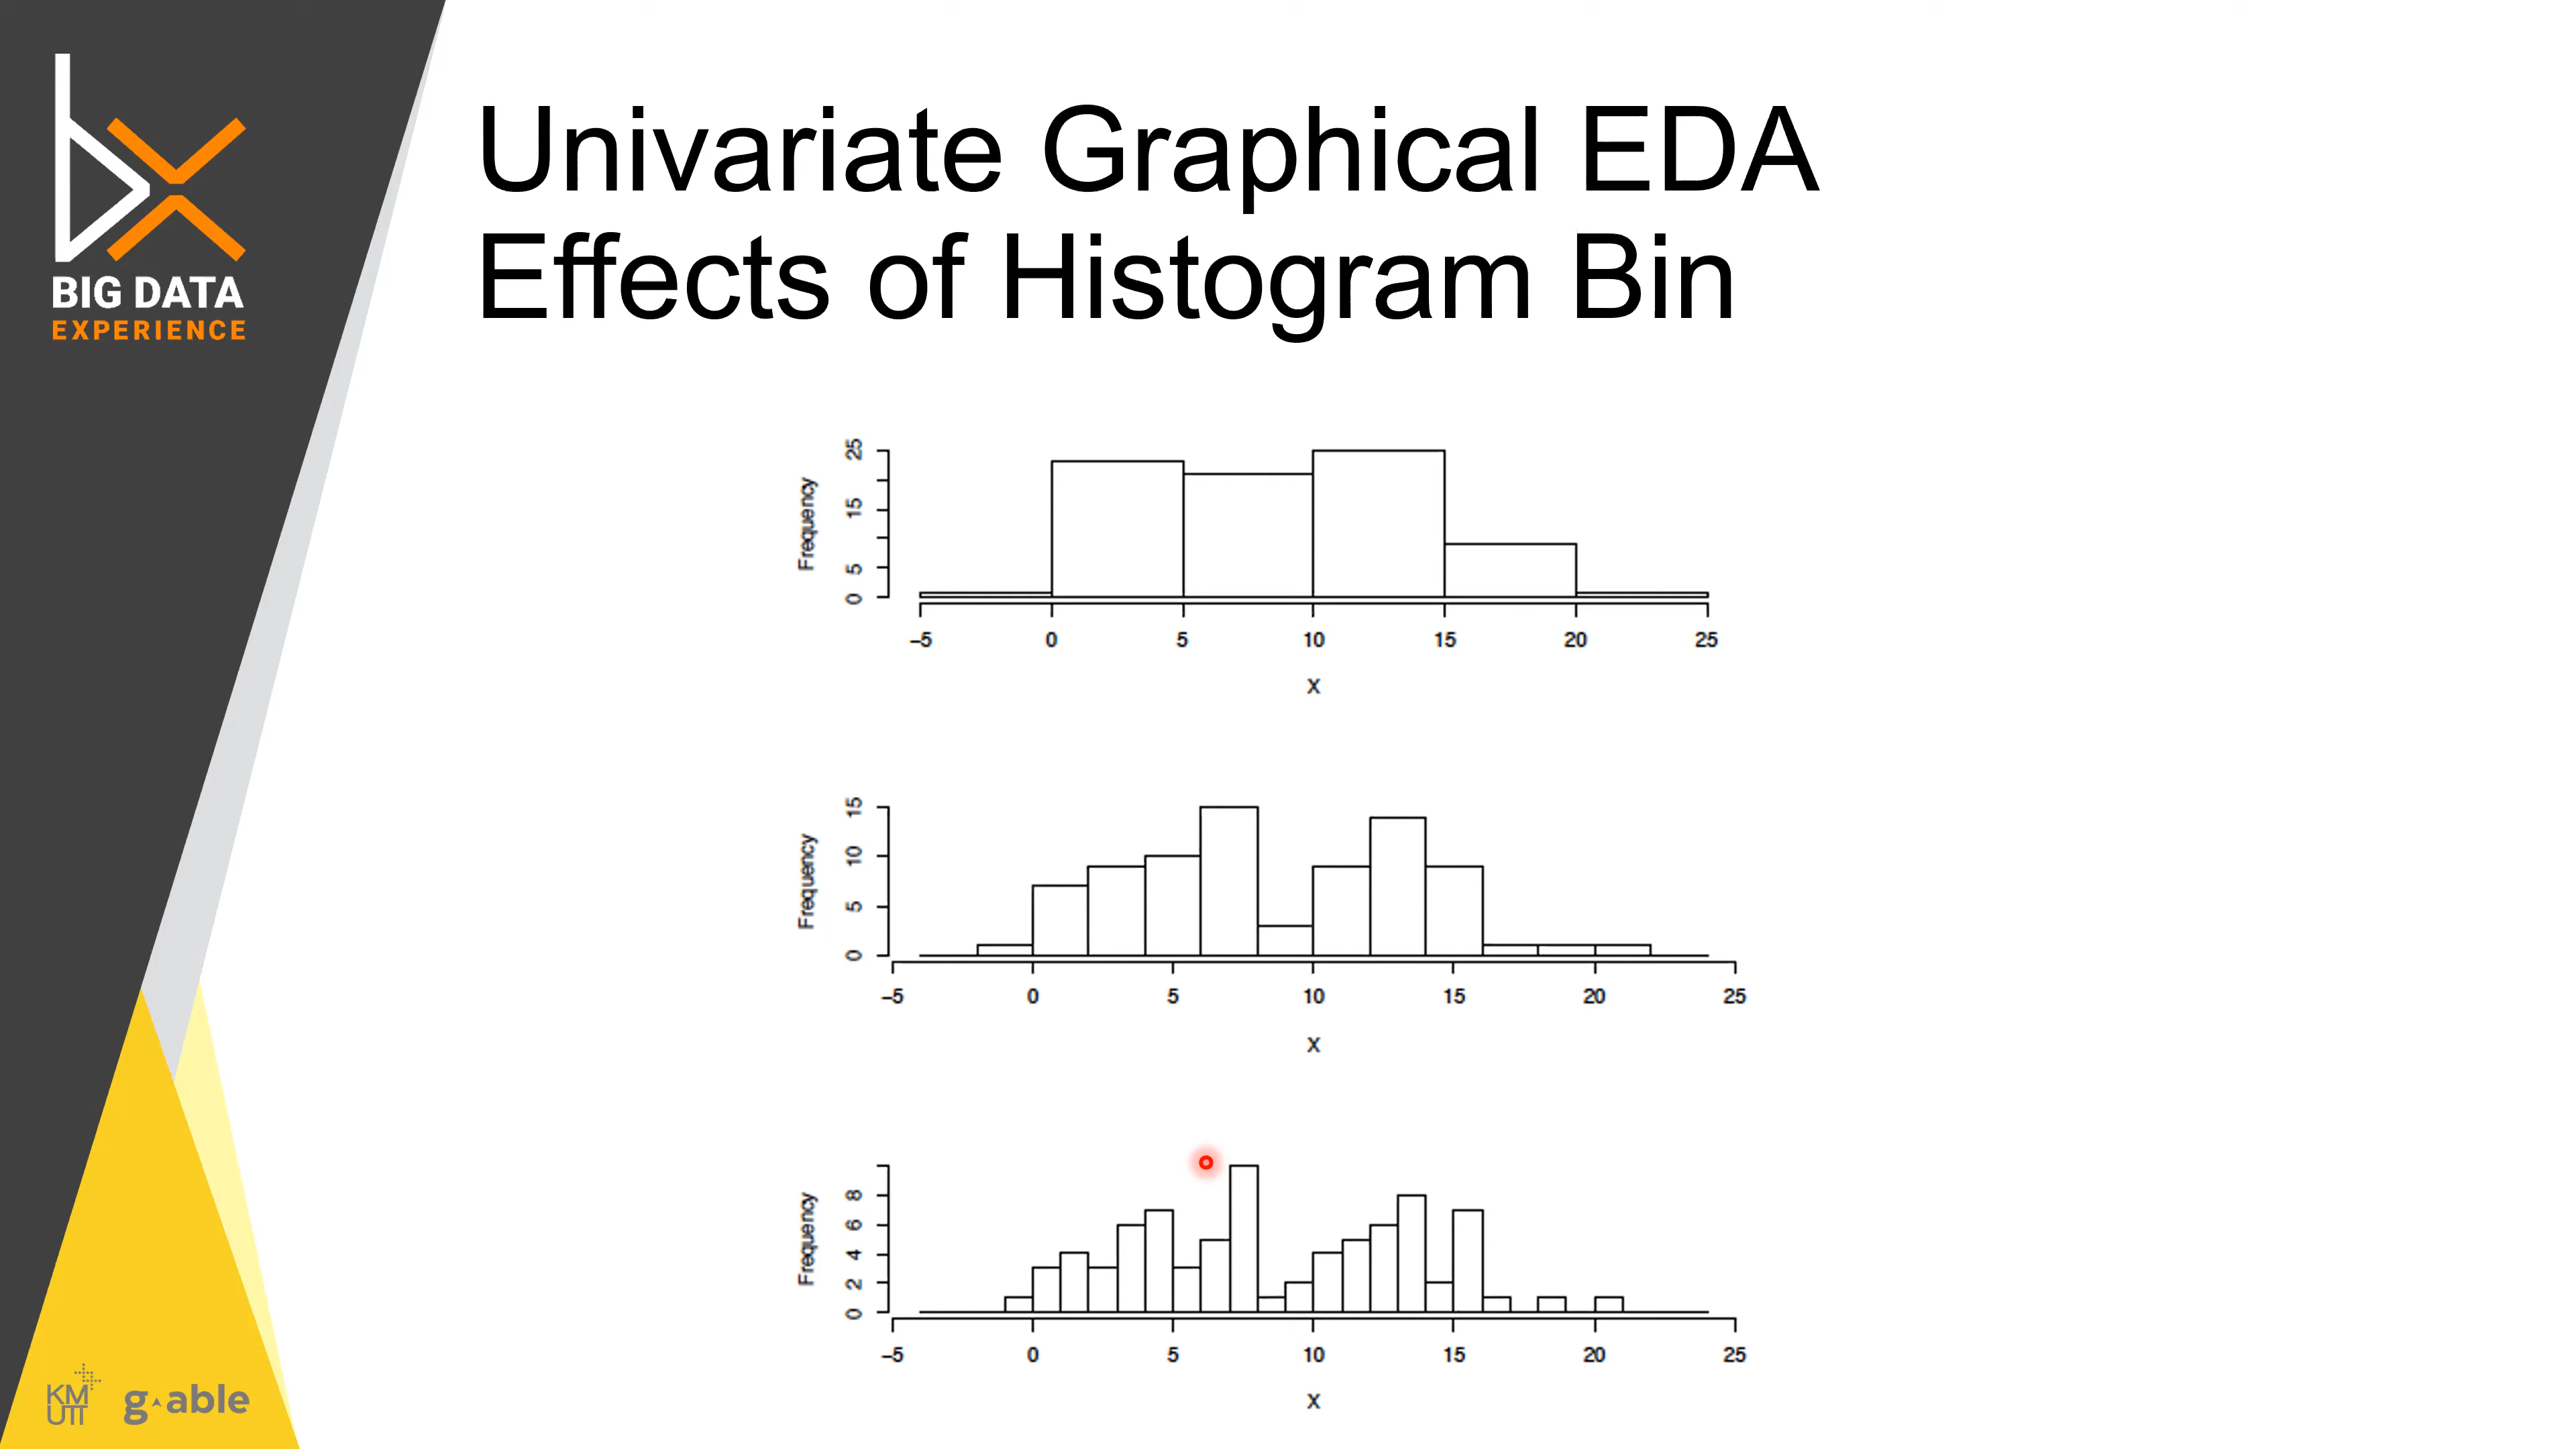 BIG DATA
EXPERIENCE
Univariate Graphical EDA
Effects of Histogram Bin
Frequency
0 5 15 25
−5 0 5 10 15 20 25
X
Frequency
0 5 10 15
−5 0 5 10 15 20 25
X
Frequency
0 2 4 6 8
−5 0 5 10 15 20 25
X
KM
UTT
g able